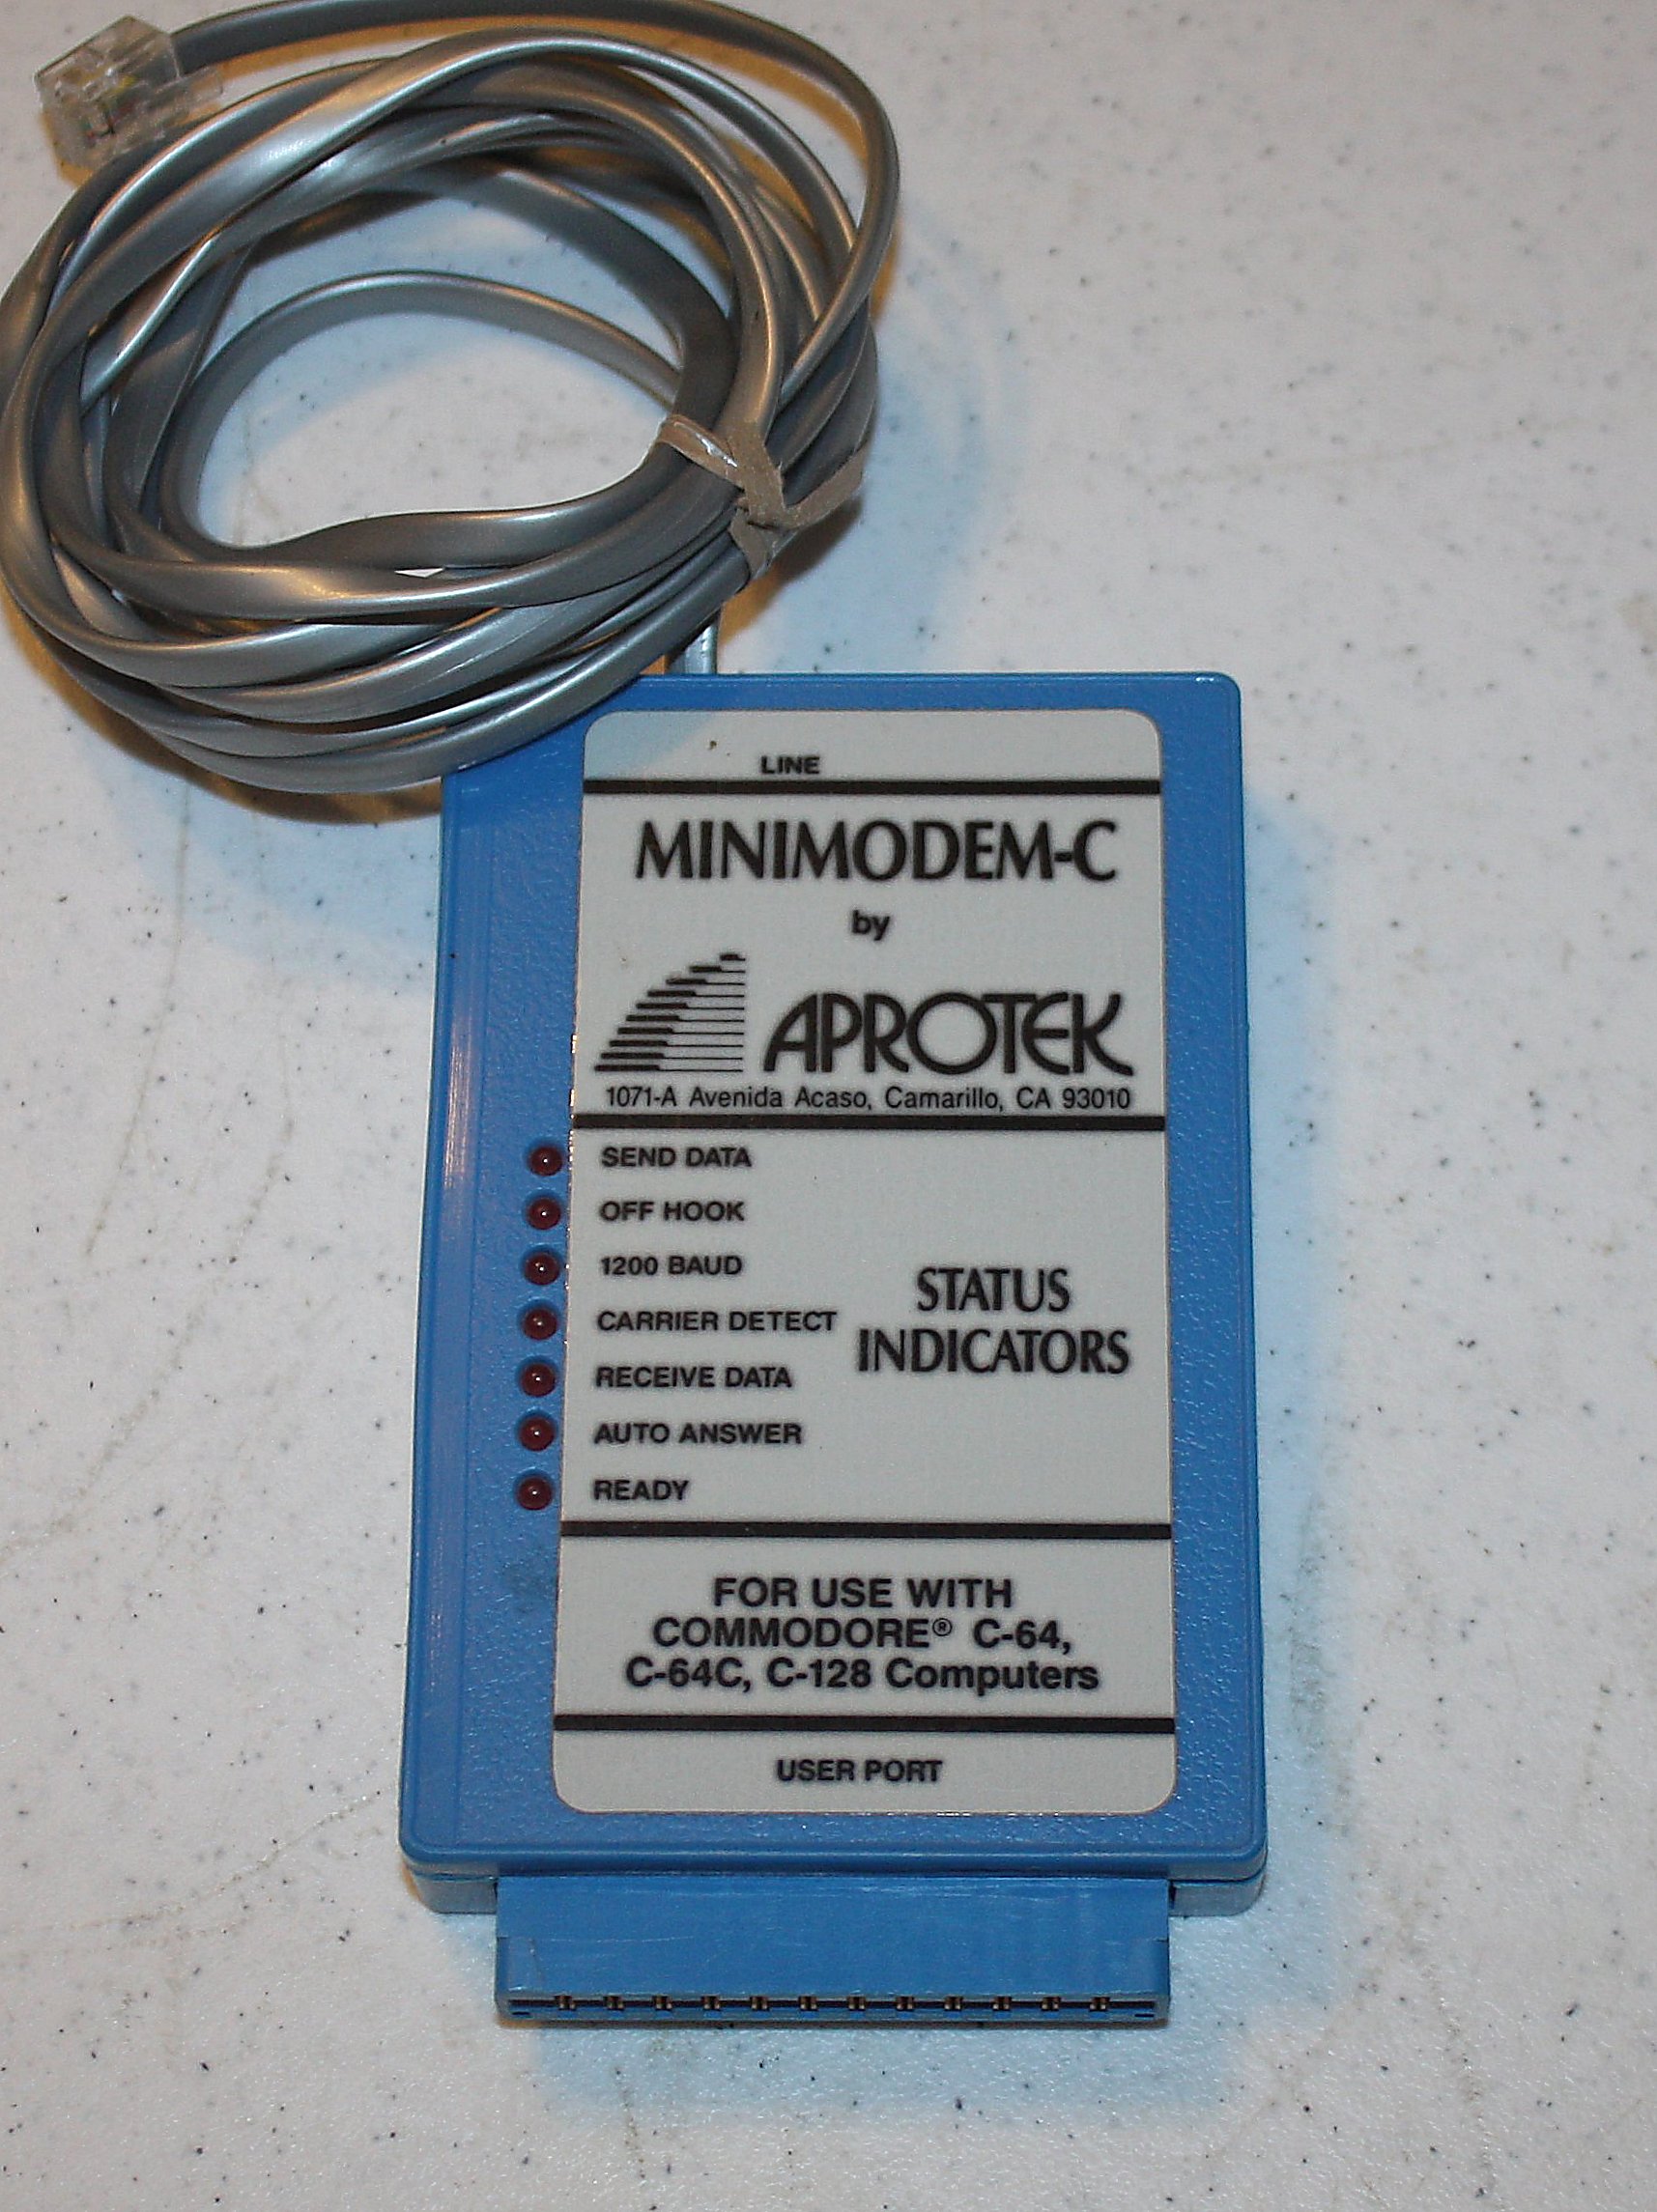 LINE
MINIMODEM-C
by
APROTEK
1071-A Avenida Acaso, Camarillo, CA 93010
SEND DATA
OFF HOOK
1200 BAUD
CARRIER DETECT
RECEIVE DATA
AUTO ANSWER
READY
STATUS
INDICATORS
FOR USE WITH
COMMODORE® C-64,
C-64C, C-128 Computers
USER PORT